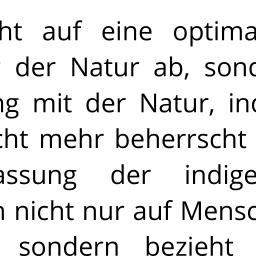 ht auf eine optima
der Natur ab, sond
ng mit der Natur, ind
cht mehr beherrscht
assung der indige
n nicht nur auf Mensc
sondern bezieht